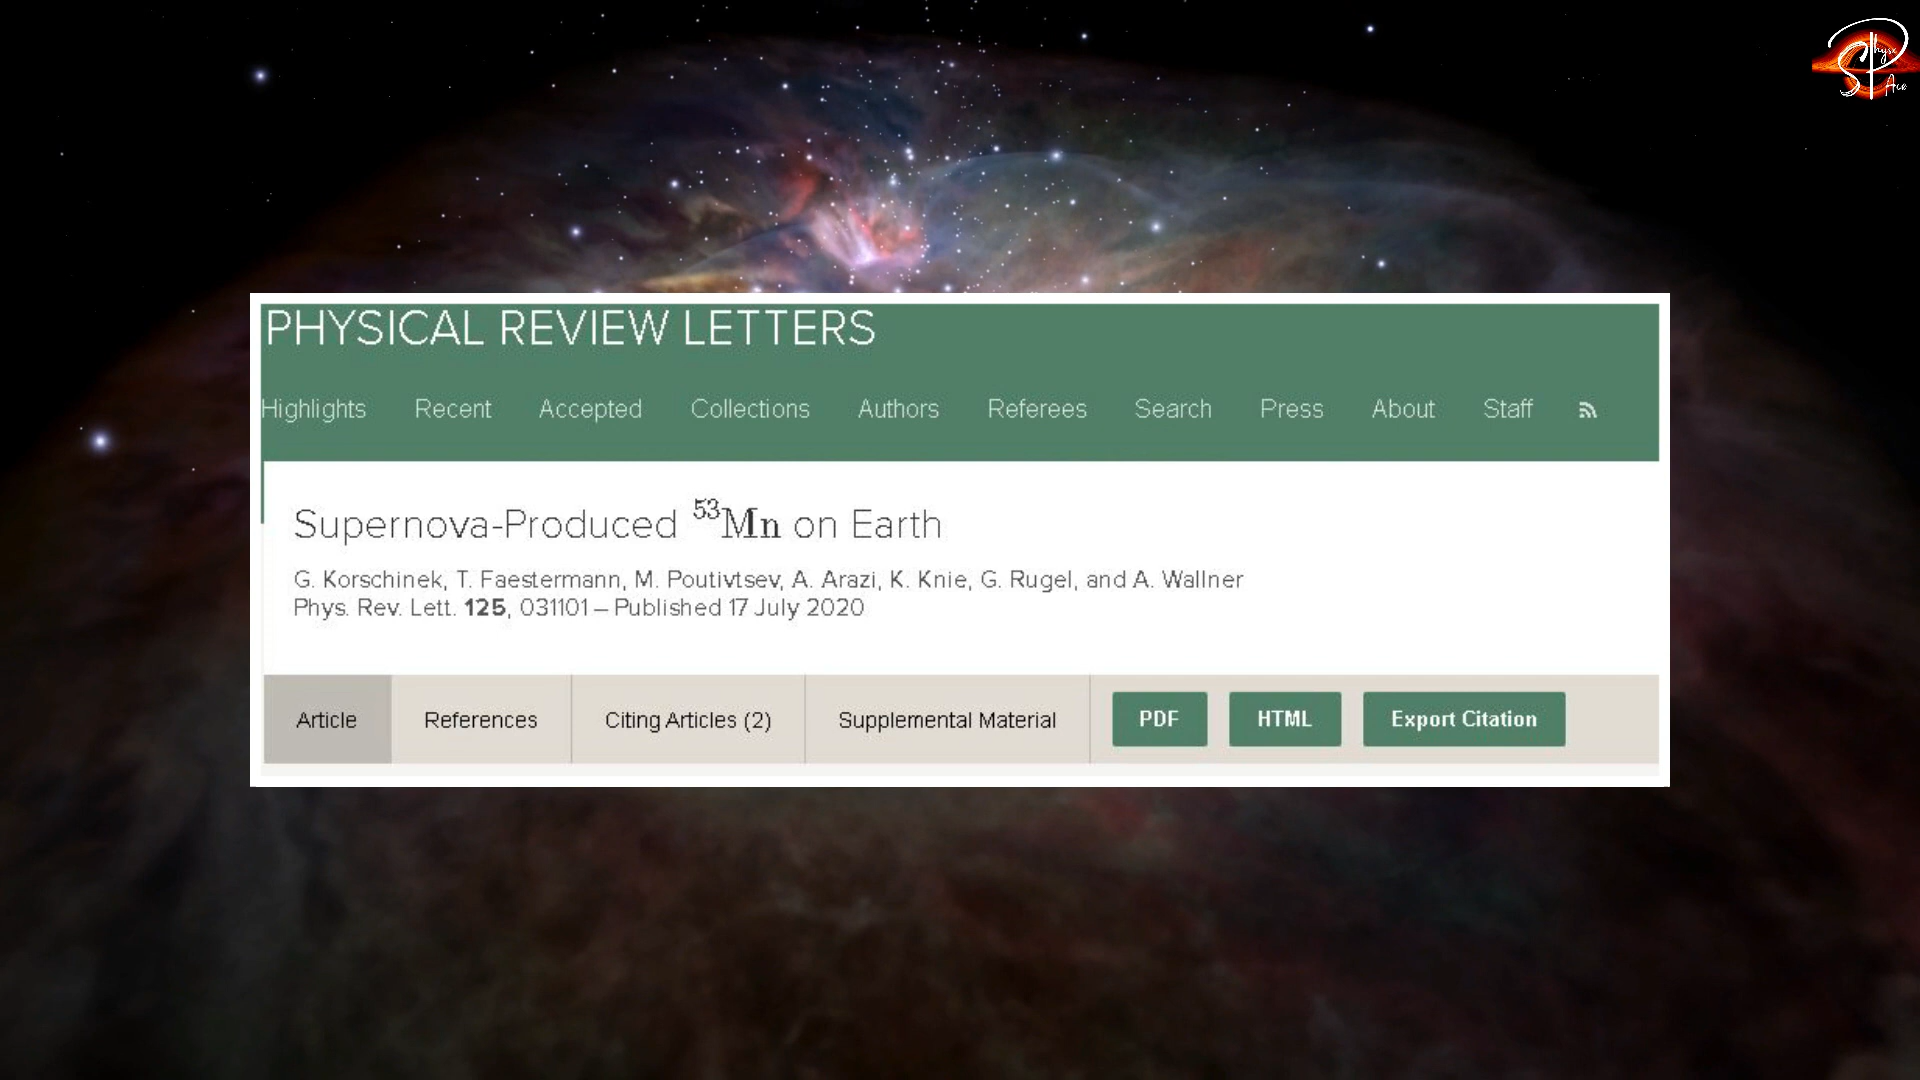 Physx
SPAce
PHYSICAL REVIEW LETTERS
Highlights Recent Accepted Collections Authors Referees Search Press About Staff
Supernova-Produced ⁵³Mn on Earth
G. Korschinek, T. Faestermann, M. Poutivtsev, A. Arazi, K. Knie, G. Rugel, and A. Wallner
Phys. Rev. Lett. 125, 031101 – Published 17 July 2020
Article References Citing Articles (2) Supplemental Material PDF HTML Export Citation